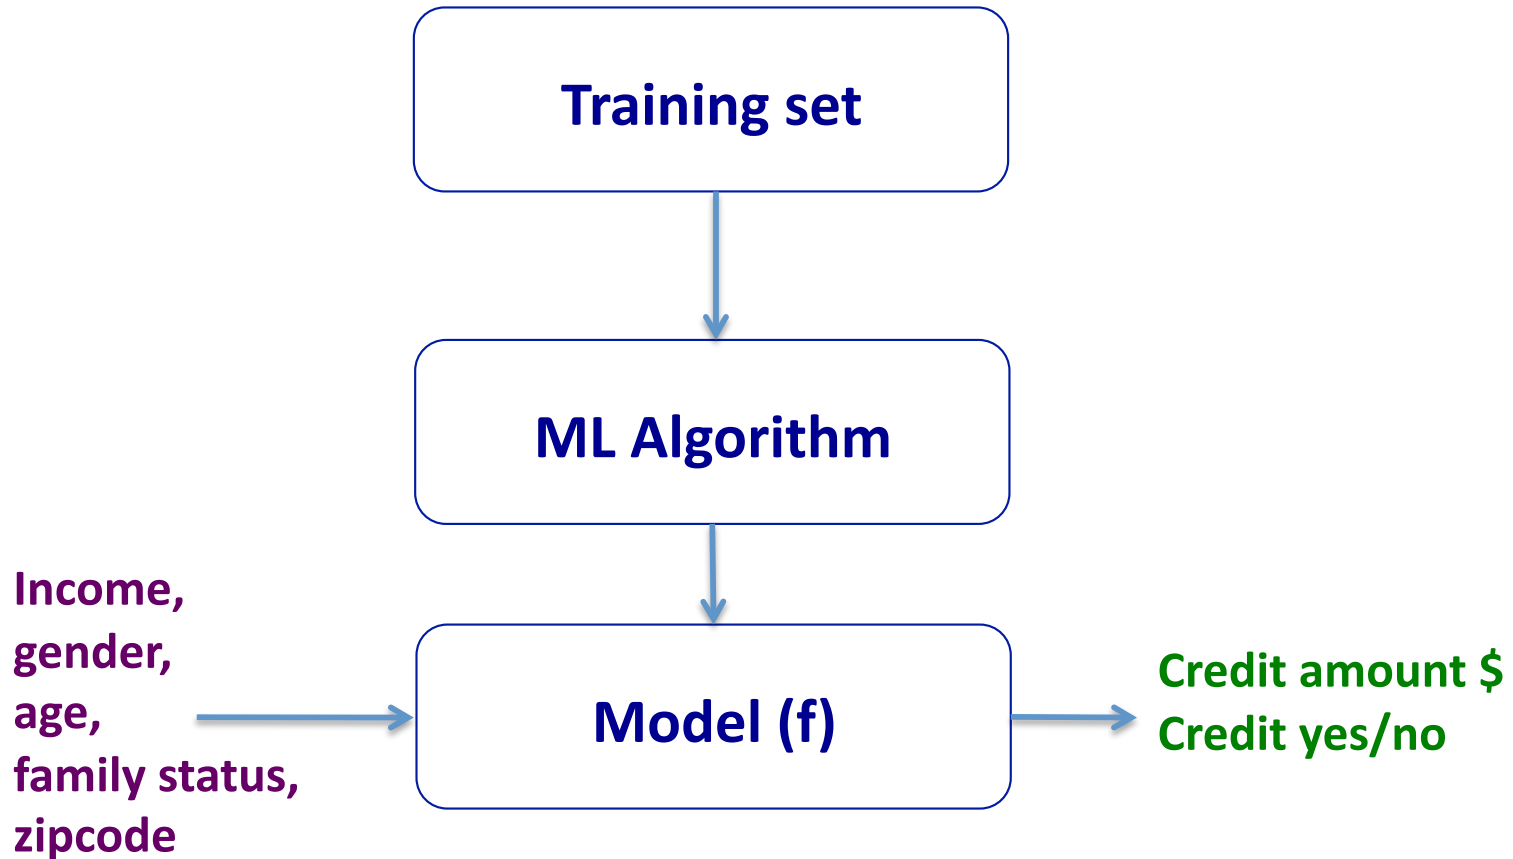 Training set
ML Algorithm
Income,
gender,
age,
family status,
zipcode
Model (f)
Credit amount $
Credit yes/no